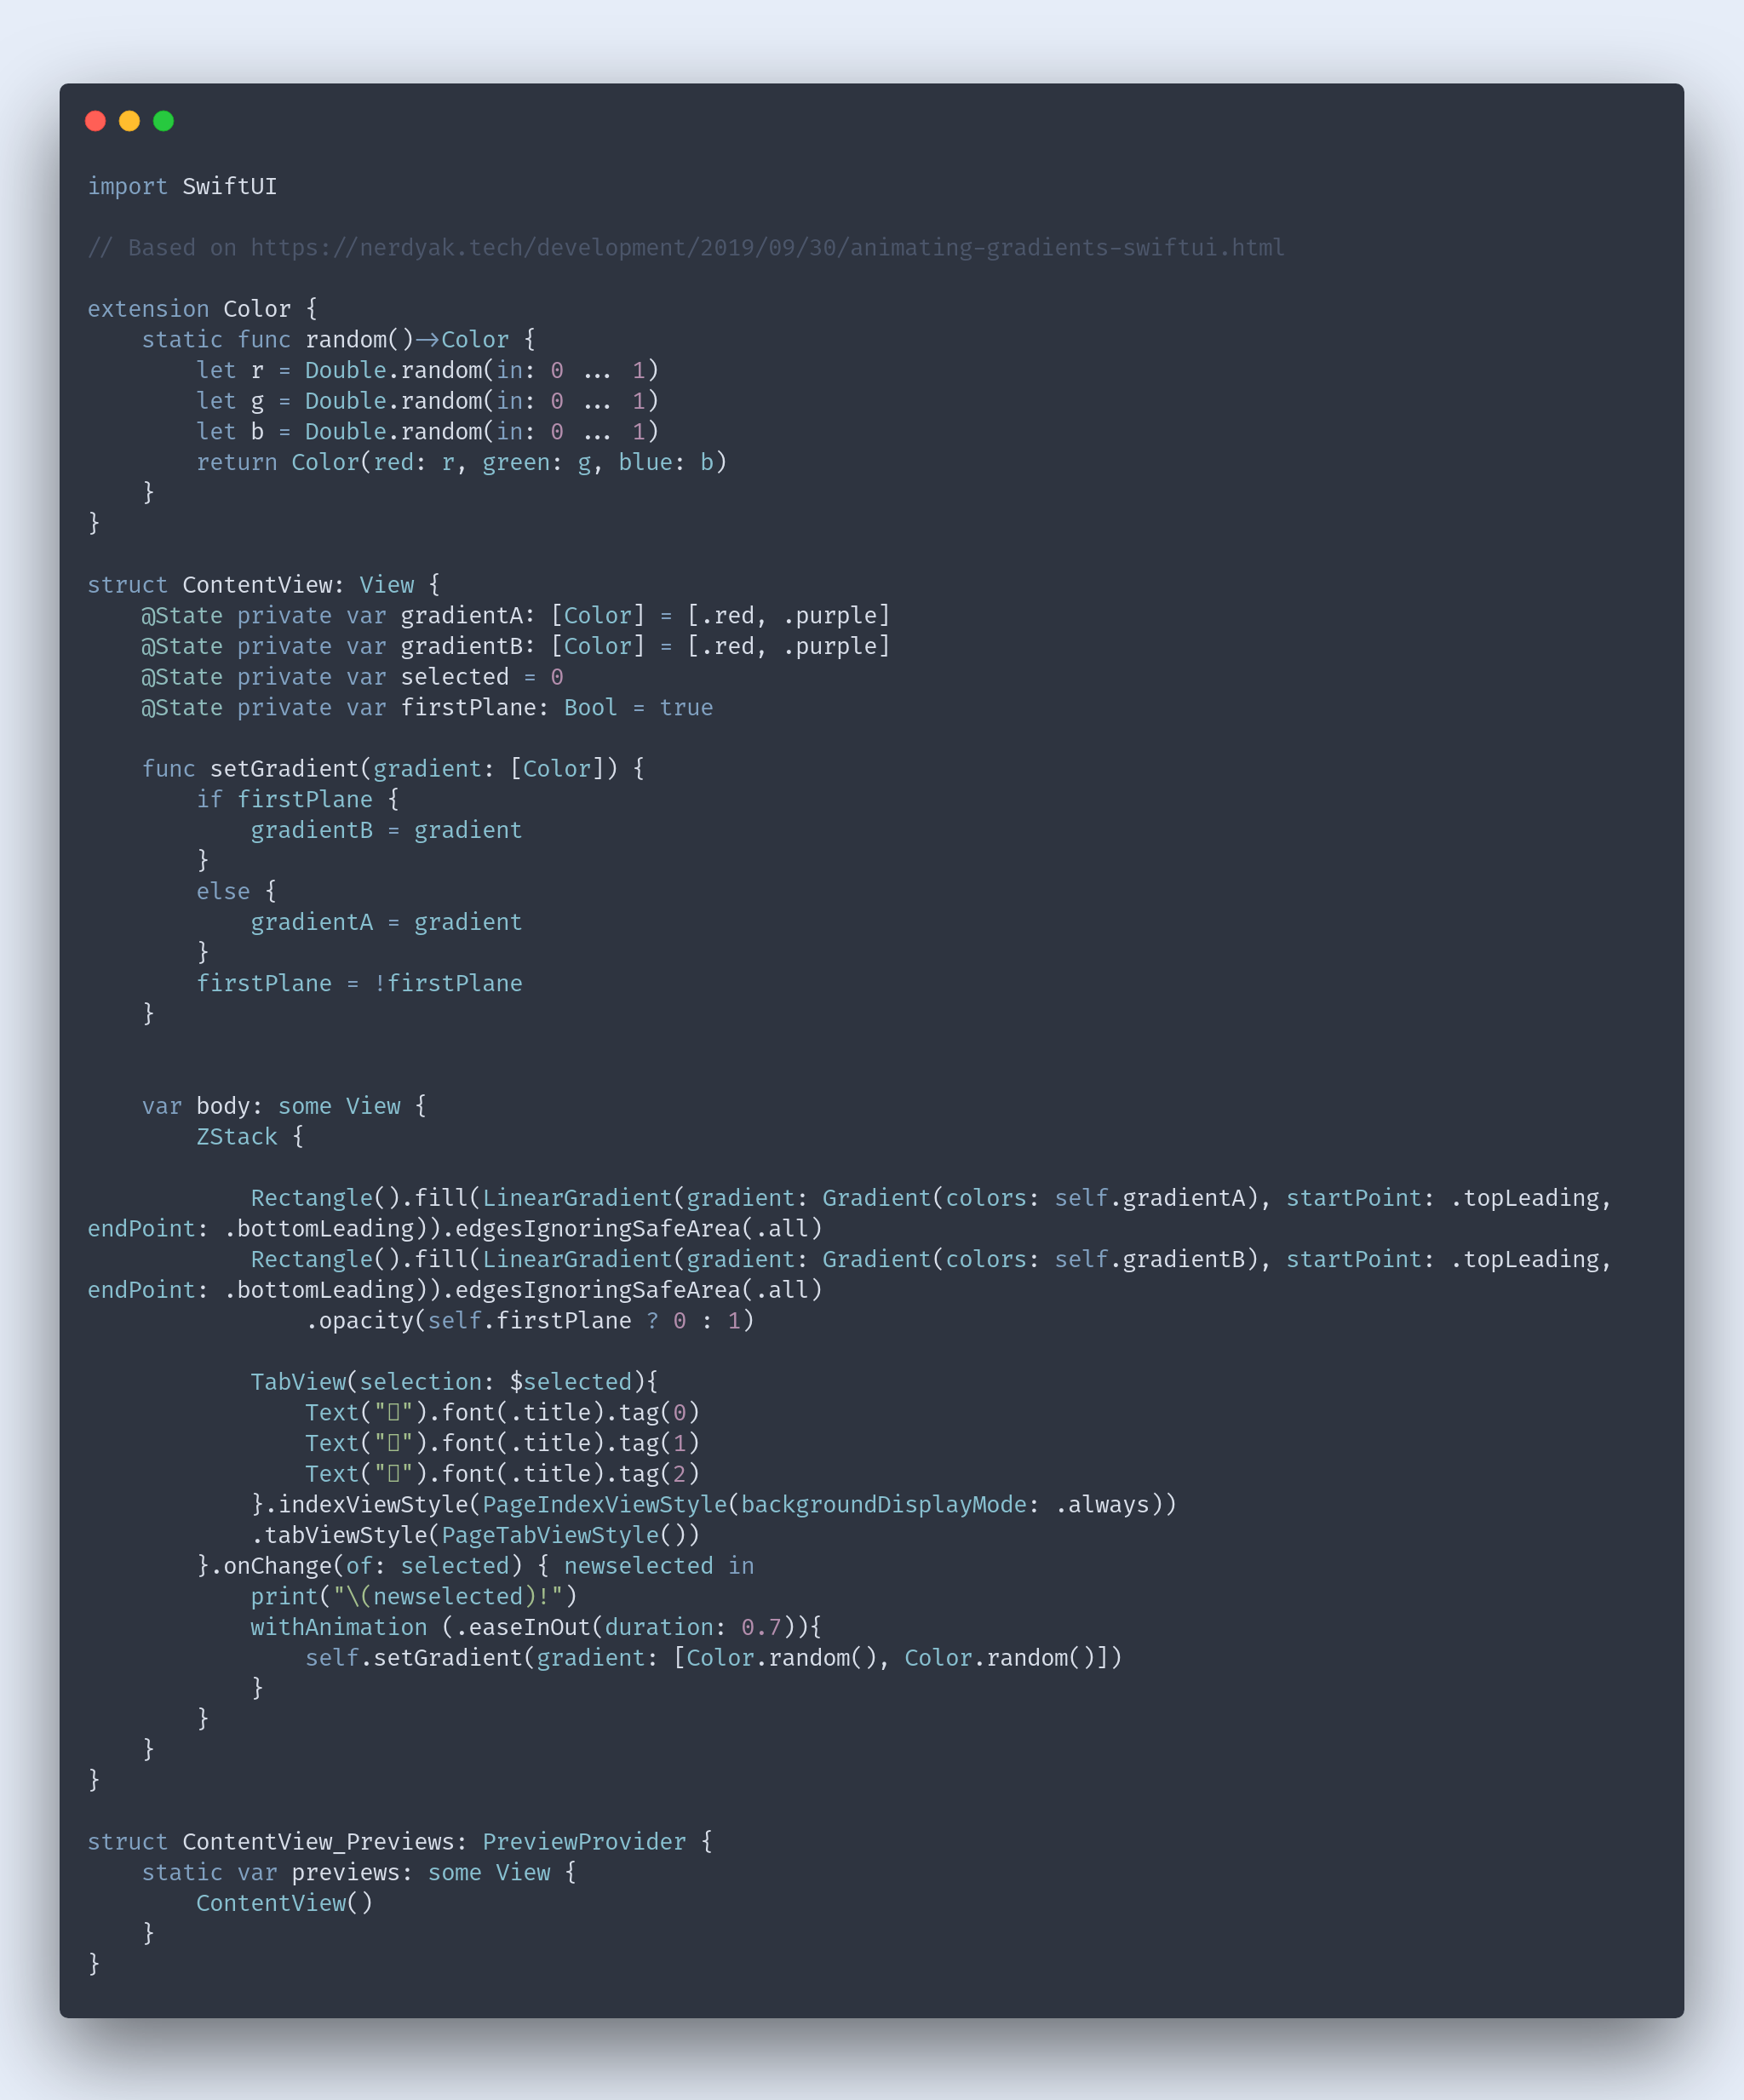 import SwiftUI
// Based on https://nerdyak.tech/development/2019/09/30/animating-gradients-swiftui.html
extension Color {
    static func random()->Color {
        let r = Double.random(in: 0 ... 1)
        let g = Double.random(in: 0 ... 1)
        let b = Double.random(in: 0 ... 1)
        return Color(red: r, green: g, blue: b)
    }
}
struct ContentView: View {
    @State private var gradientA: [Color] = [.red, .purple]
    @State private var gradientB: [Color] = [.red, .purple]
    @State private var selected = 0
    @State private var firstPlane: Bool = true
    func setGradient(gradient: [Color]) {
        if firstPlane {
            gradientB = gradient
        }
        else {
            gradientA = gradient
        }
        firstPlane = !firstPlane
    }
    var body: some View {
        ZStack {
            Rectangle().fill(LinearGradient(gradient: Gradient(colors: self.gradientA), startPoint: .topLeading,
endPoint: .bottomLeading)).edgesIgnoringSafeArea(.all)
            Rectangle().fill(LinearGradient(gradient: Gradient(colors: self.gradientB), startPoint: .topLeading,
endPoint: .bottomLeading)).edgesIgnoringSafeArea(.all)
                .opacity(self.firstPlane ? 0 : 1)
            TabView(selection: $selected){
                Text("▯").font(.title).tag(0)
                Text("▯").font(.title).tag(1)
                Text("▯").font(.title).tag(2)
            }.indexViewStyle(PageIndexViewStyle(backgroundDisplayMode: .always))
            .tabViewStyle(PageTabViewStyle())
        }.onChange(of: selected) { newselected in
            print("\(newselected)!")
            withAnimation (.easeInOut(duration: 0.7)){
                self.setGradient(gradient: [Color.random(), Color.random()])
            }
        }
    }
}
struct ContentView_Previews: PreviewProvider {
    static var previews: some View {
        ContentView()
    }
}